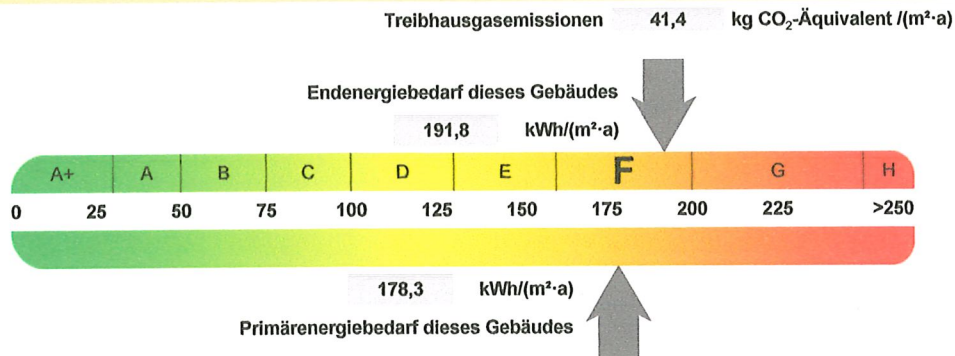 Treibhausgasemissionen 41,4 kg CO₂-Äquivalent /(m²·a)
Endenergiebedarf dieses Gebäudes
191,8 kWh/(m²·a)
A+ A B C D E F G H
0 25 50 75 100 125 150 175 200 225 >250
178,3 kWh/(m²·a)
Primärenergiebedarf dieses Gebäudes